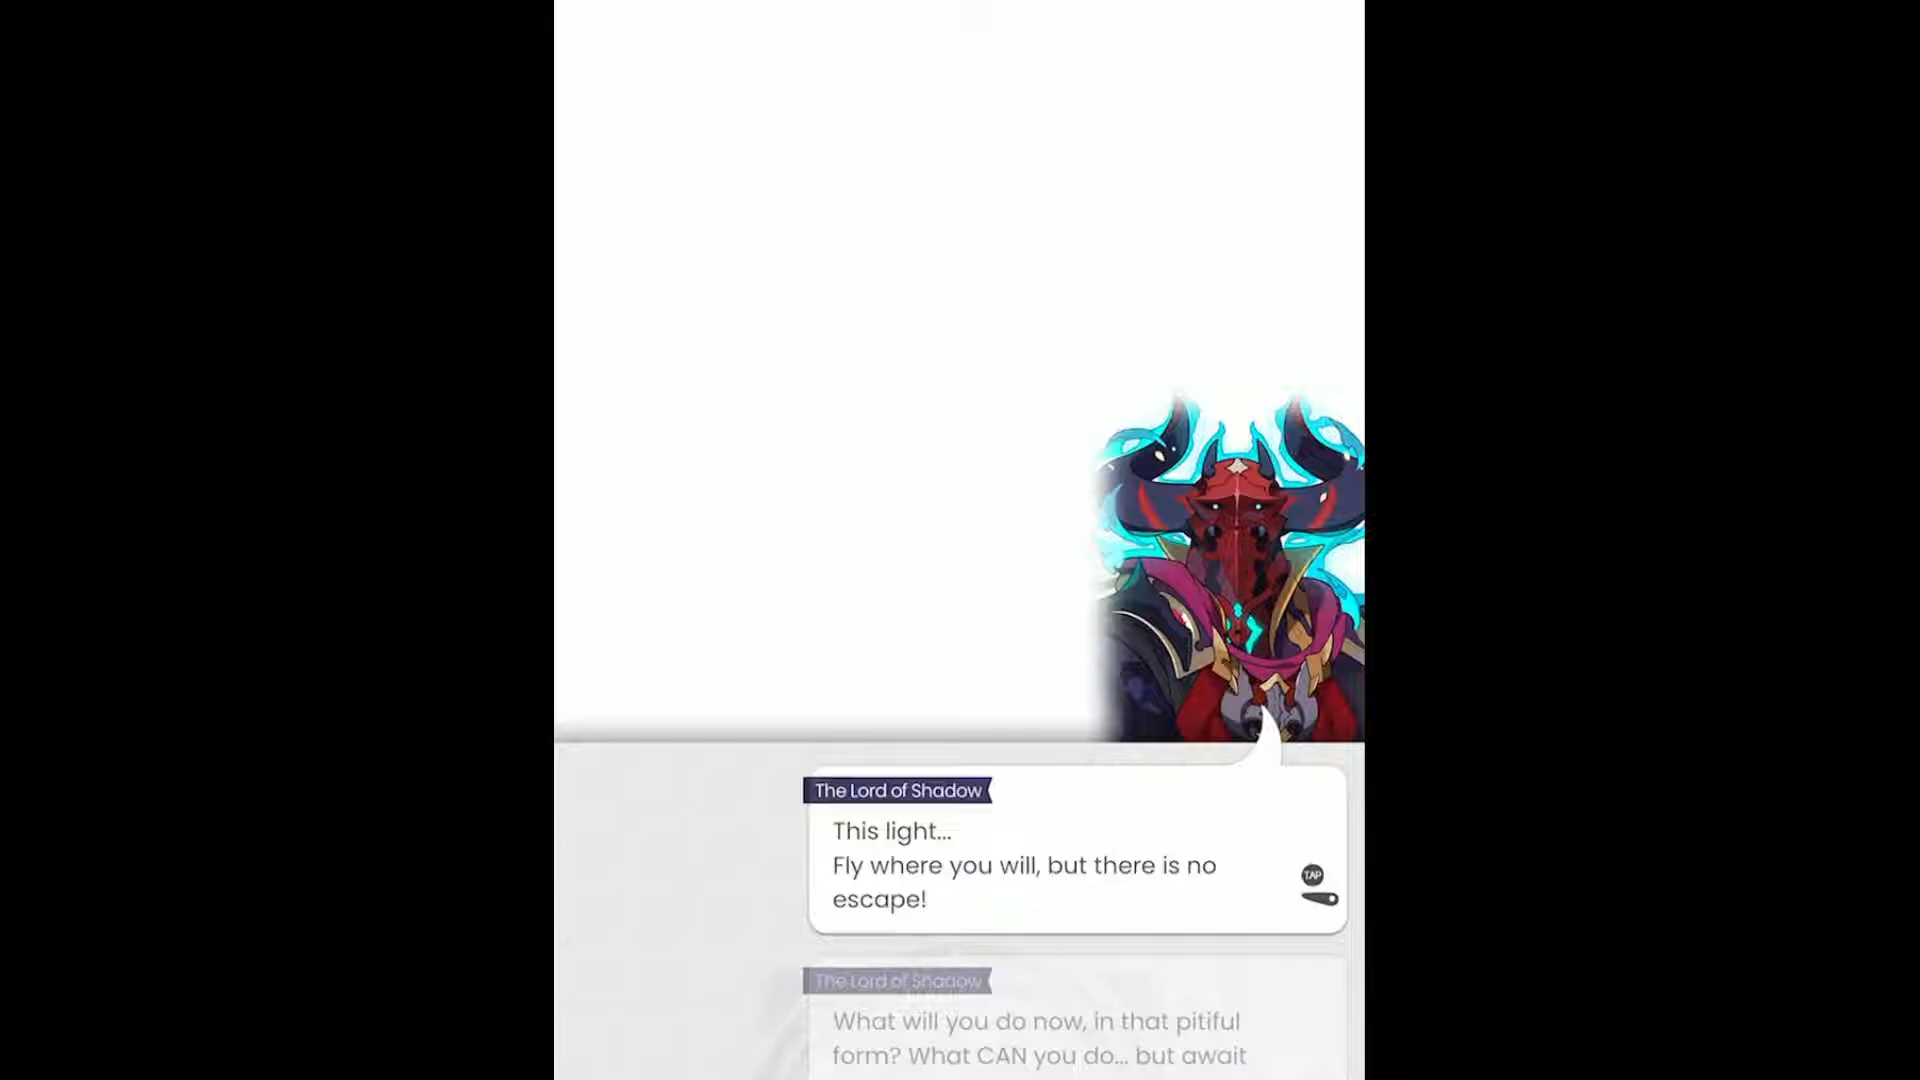 The Lord of Shadow
This light...
Fly where you will, but there is no
escape!
TAP
The Lord of Shadow
What will you do now, in that pitiful
form? What CAN you do... but await